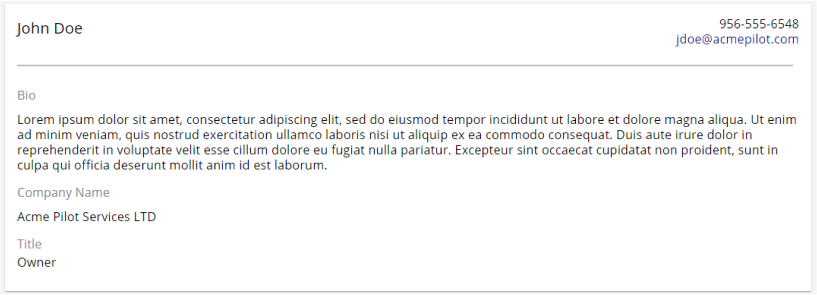 John Doe
956-555-6548
jdoe@acmepilot.com
Bio
Lorem ipsum dolor sit amet, consectetur adipiscing elit, sed do eiusmod tempor incididunt ut labore et dolore magna aliqua. Ut enim
ad minim veniam, quis nostrud exercitation ullamco laboris nisi ut aliquip ex ea commodo consequat. Duis aute irure dolor in
reprehenderit in voluptate velit esse cillum dolore eu fugiat nulla pariatur. Excepteur sint occaecat cupidatat non proident, sunt in
culpa qui officia deserunt mollit anim id est laborum.
Company Name
Acme Pilot Services LTD
Title
Owner